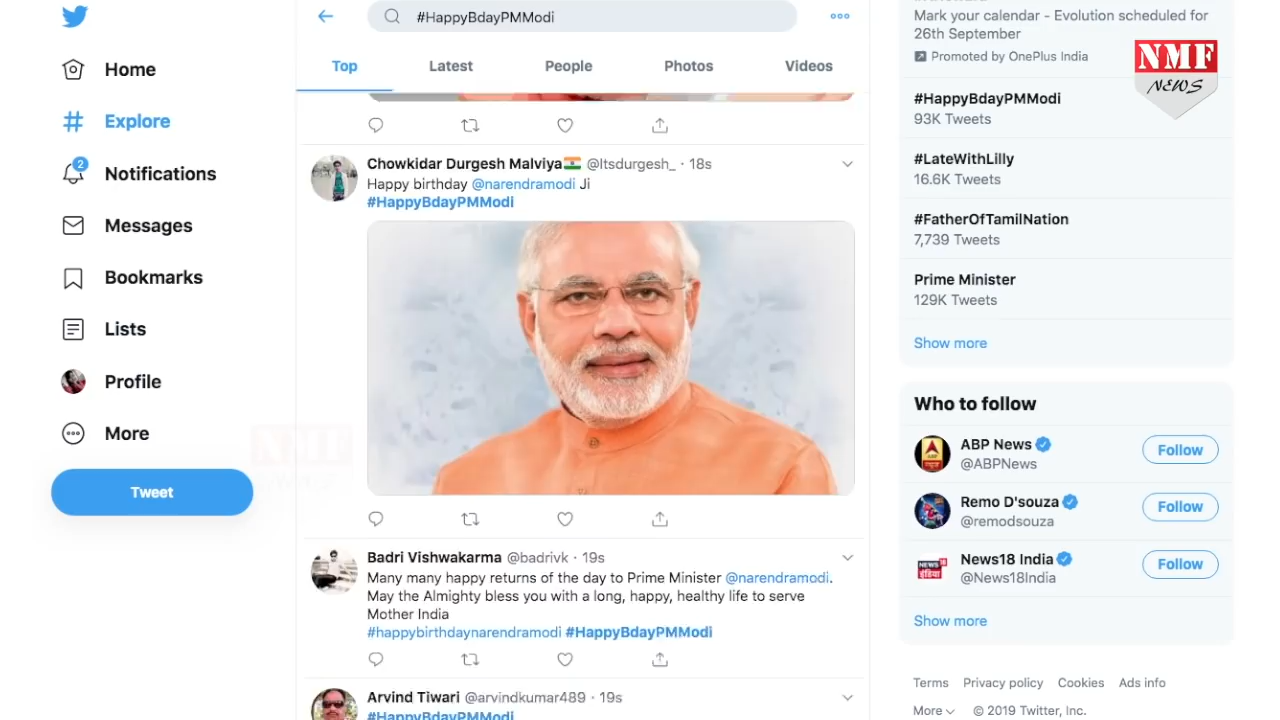 #HappyBdayPMModi
Top
Latest
People
Photos
Videos
Home
Explore
2
Notifications
Messages
Bookmarks
Lists
Profile
More
Tweet
Chowkidar Durgesh Malviya🇮🇳 @Itsdurgesh_ · 18s
Happy birthday @narendramodi Ji
#HappyBdayPMModi
Badri Vishwakarma @badrivk · 19s
Many many happy returns of the day to Prime Minister @narendramodi.
May the Almighty bless you with a long, happy, healthy life to serve
Mother India
#happybirthdaynarendramodi #HappyBdayPMModi
Arvind Tiwari @arvindkumar489 · 19s
#HappyBdayPMModi
Mark your calendar - Evolution scheduled for
26th September
Promoted by OnePlus India
NMF
NEWS
#HappyBdayPMModi
93K Tweets
#LateWithLilly
16.6K Tweets
#FatherOfTamilNation
7,739 Tweets
Prime Minister
129K Tweets
Show more
Who to follow
ABP News
@ABPNews
Follow
Remo D'souza
@remodsouza
Follow
NEWS18
इंडिया
News18 India
@News18India
Follow
Show more
Terms Privacy policy Cookies Ads info
More © 2019 Twitter, Inc.
NMF